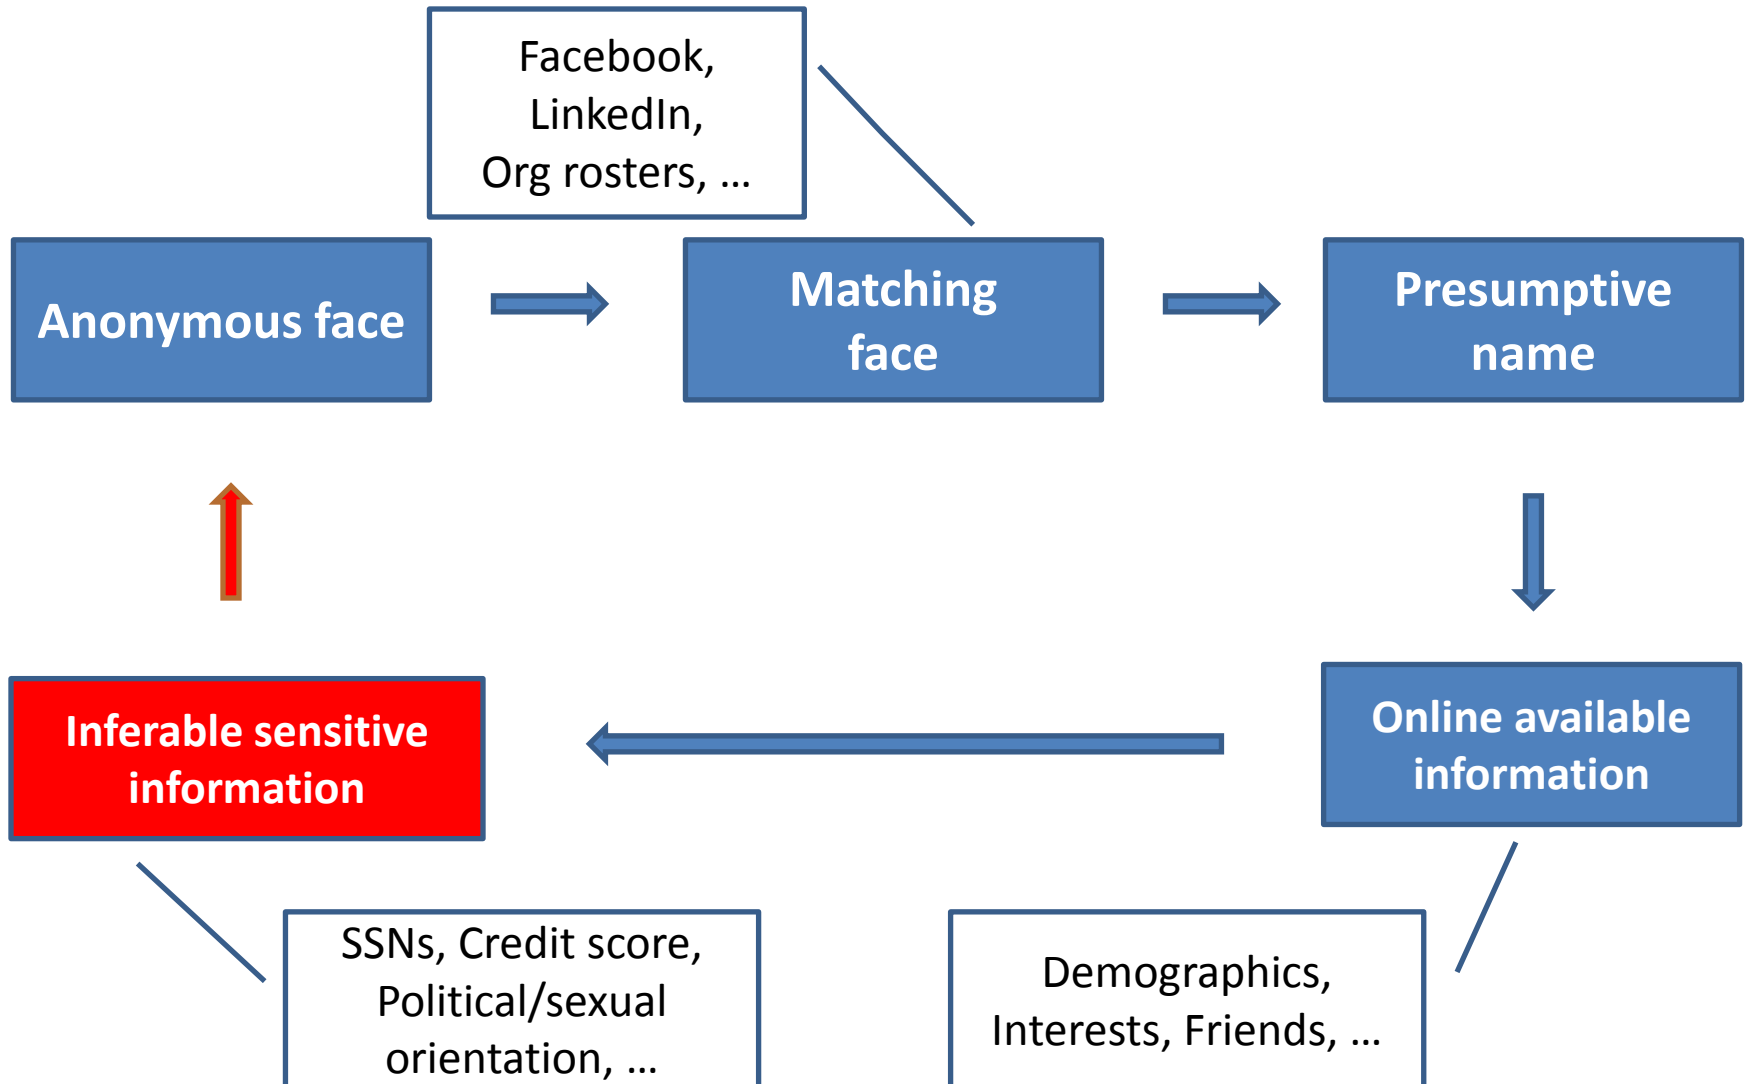 Facebook,
LinkedIn,
Org rosters, …
Anonymous face
Matching
face
Presumptive
name
Inferable sensitive
information
Online available
information
SSNs, Credit score,
Political/sexual
orientation, …
Demographics,
Interests, Friends, …